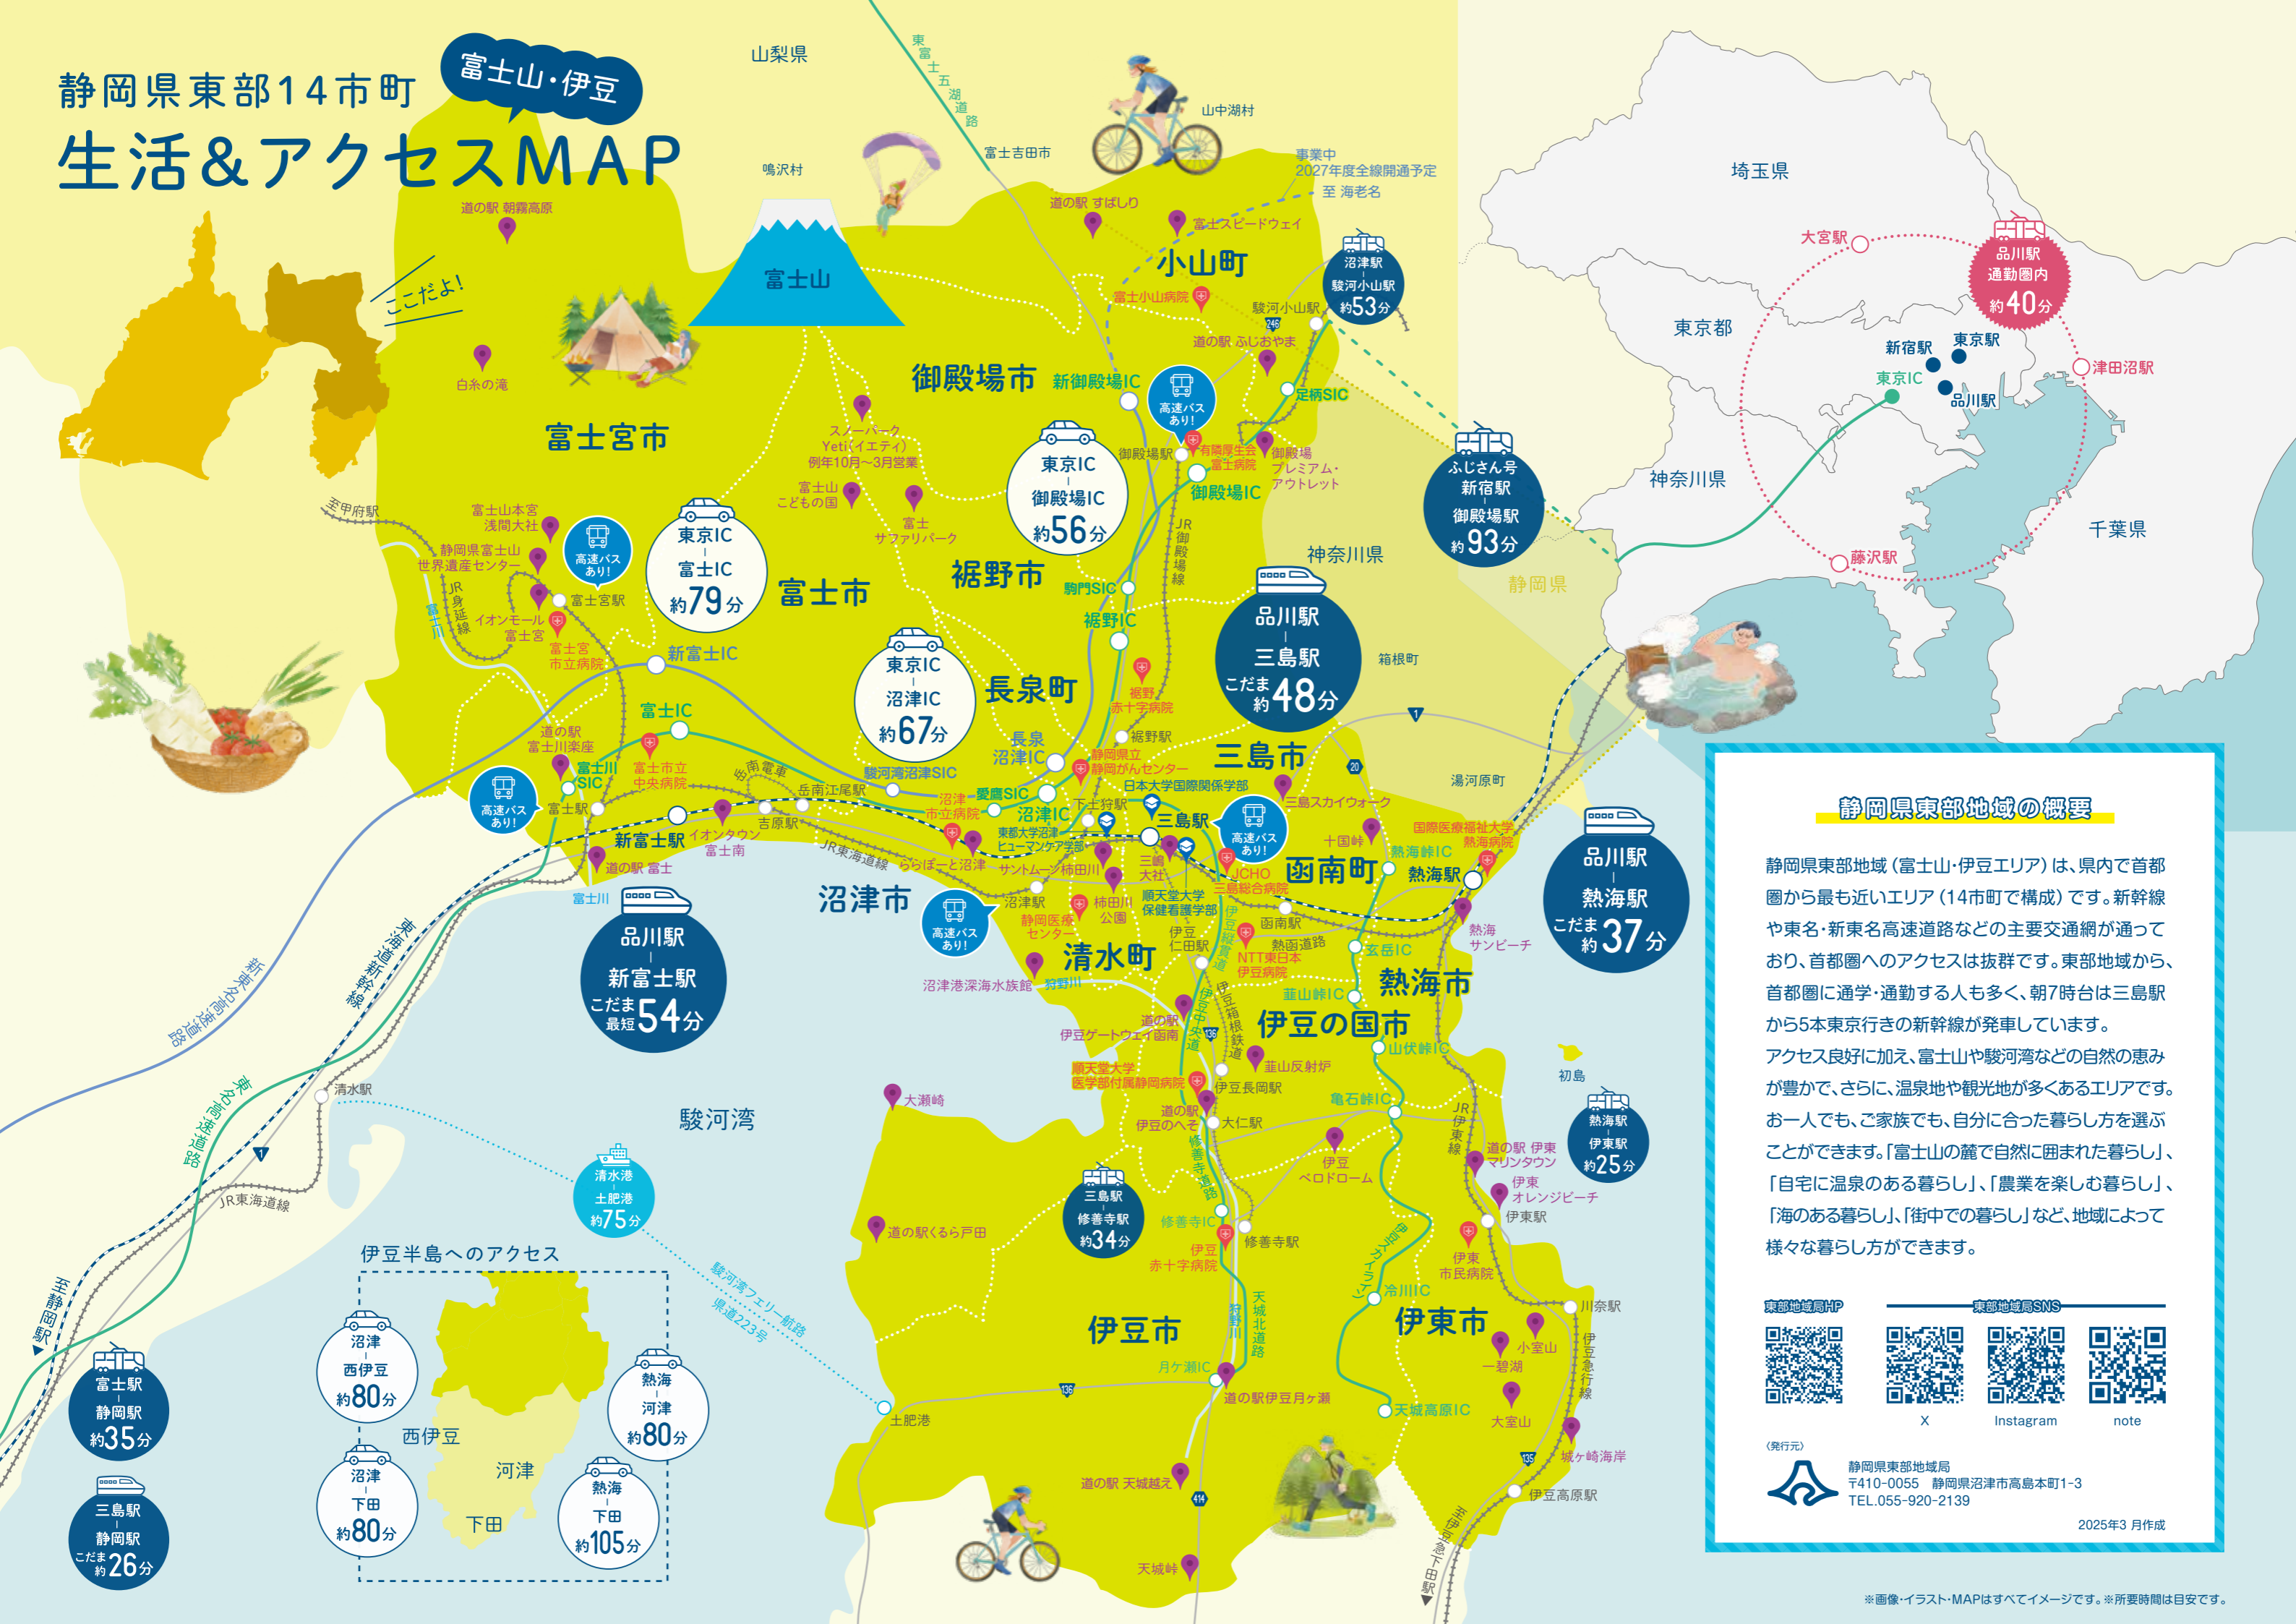 静岡県東部14市町
富士山・伊豆
生活&アクセスMAP
ここだよ!
山梨県
鳴沢村
富士吉田市
東富士五湖道路
山中湖村
事業中
2027年度全線開通予定
至 海老名
道の駅 朝霧高原
白糸の滝
富士山
道の駅 すばしり
富士スピードウェイ
小山町
富士小山病院
駿河小山駅
246
道の駅 ふじおやま
沼津駅
駿河小山駅
約53分
足柄SIC
御殿場市
新御殿場IC
高速バス
あり!
御殿場駅
有隣厚生会
富士病院
御殿場
プレミアム・
アウトレット
御殿場IC
東京IC
御殿場IC
約56分
スノーパーク
Yeti(イエティ)
例年10月〜3月営業
富士山
こどもの国
富士
サファリパーク
富士宮市
至甲府駅
富士山本宮
浅間大社
静岡県富士山
世界遺産センター
高速バス
あり!
富士宮駅
イオンモール
富士宮
富士宮
市立病院
JR身延線
富士川
東京IC
富士IC
約79分
富士市
裾野市
駒門SIC
裾野IC
JR御殿場線
裾野
赤十字病院
裾野駅
ふじさん号
新宿駅
御殿場駅
約93分
神奈川県
静岡県
箱根町
湯河原町
新富士IC
東京IC
沼津IC
約67分
長泉町
長泉
沼津IC
静岡県立
静岡がんセンター
品川駅
三島駅
こだま
約48分
三島市
1
20
富士IC
道の駅
富士川楽座
富士川
SIC
富士市立
中央病院
高速バス
あり!
富士駅
新富士駅
イオンタウン
富士南
道の駅 富士
富士川
岳南電車
岳南江尾駅
吉原駅
JR東海道線
駿河湾沼津SIC
沼津
市立病院
愛鷹SIC
沼津IC
ららぽーと沼津
東都大学沼津
ヒューマンケア学部
下土狩駅
日本大学国際関係学部
三島駅
高速バス
あり!
サントムーン柿田川
三嶋
大社
JCHO
三島総合病院
順天堂大学
保健看護学部
柿田川
公園
沼津駅
静岡医療
センター
沼津市
高速バス
あり!
清水町
沼津港深海水族館
狩野川
三島スカイウォーク
十国峠
函南町
函南駅
熱函道路
伊豆
仁田駅
伊豆縦貫道
NTT東日本
伊豆病院
熱海峠IC
熱海駅
国際医療福祉大学
熱海病院
熱海
サンビーチ
品川駅
熱海駅
こだま
約37分
玄岳IC
韮山峠IC
熱海市
品川駅
新富士駅
こだま
最短54分
東海道新幹線
新東名高速道路
東名高速道路
清水駅
1
JR東海道線
至静岡駅
駿河湾
清水港
土肥港
約75分
駿河湾フェリー航路
県道223号
土肥港
大瀬崎
道の駅くるら戸田
道の駅
伊豆ゲートウェイ函南
伊豆中央道
136
伊豆箱根鉄道
伊豆の国市
韮山反射炉
順天堂大学
医学部付属静岡病院
伊豆長岡駅
道の駅
伊豆のへそ
大仁駅
修善寺道路
山伏峠IC
亀石峠IC
伊豆
ベロドローム
JR伊東線
初島
熱海駅
伊東駅
約25分
道の駅 伊東
マリンタウン
伊東
オレンジビーチ
伊東駅
伊東
市民病院
三島駅
修善寺駅
約34分
修善寺IC
修善寺駅
伊豆
赤十字病院
伊豆スカイライン
冷川IC
伊東市
川奈駅
小室山
一碧湖
伊豆急行線
大室山
城ヶ崎海岸
135
伊豆高原駅
至伊豆急下田駅
伊豆市
狩野川
天城北道路
月ケ瀬IC
136
道の駅伊豆月ヶ瀬
天城高原IC
道の駅 天城越え
414
天城峠
伊豆半島へのアクセス
沼津
西伊豆
約80分
熱海
河津
約80分
沼津
下田
約80分
熱海
下田
約105分
西伊豆
河津
下田
富士駅
静岡駅
約35分
三島駅
静岡駅
こだま
約26分
埼玉県
東京都
神奈川県
千葉県
大宮駅
品川駅
通勤圏内
約40分
新宿駅
東京駅
東京IC
品川駅
津田沼駅
藤沢駅
静岡県東部地域の概要
静岡県東部地域(富士山・伊豆エリア)は、県内で首都
圏から最も近いエリア(14市町で構成)です。新幹線
や東名・新東名高速道路などの主要交通網が通って
おり、首都圏へのアクセスは抜群です。東部地域から、
首都圏に通学・通勤する人も多く、朝7時台は三島駅
から5本東京行きの新幹線が発車しています。
アクセス良好に加え、富士山や駿河湾などの自然の恵み
が豊かで、さらに、温泉地や観光地が多くあるエリアです。
お一人でも、ご家族でも、自分に合った暮らし方を選ぶ
ことができます。「富士山の麓で自然に囲まれた暮らし」、
「自宅に温泉のある暮らし」、「農業を楽しむ暮らし」、
「海のある暮らし」、「街中での暮らし」など、地域によって
様々な暮らし方ができます。
東部地域局HP
東部地域局SNS
X
Instagram
note
〈発行元〉
静岡県東部地域局
〒410-0055 静岡県沼津市高島本町1-3
TEL.055-920-2139
2025年3月作成
※画像・イラスト・MAPはすべてイメージです。※所要時間は目安です。